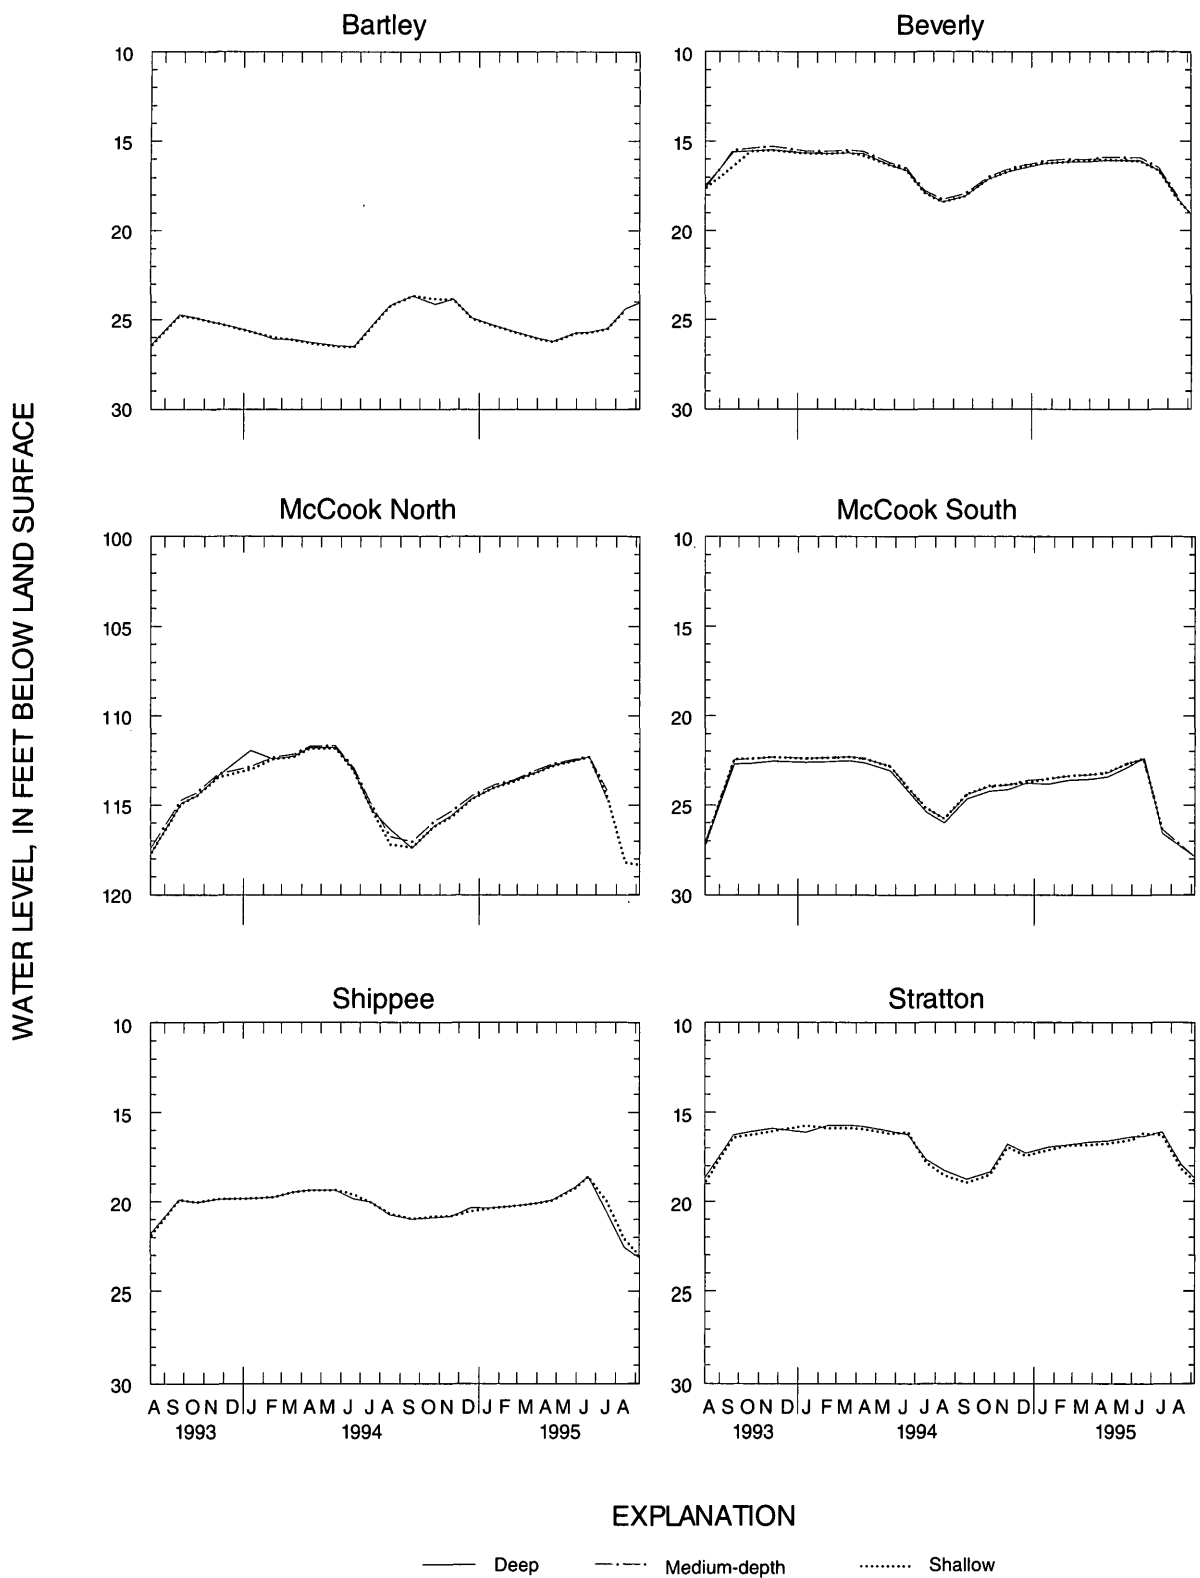 Bartley
Beverly
10
15
20
25
30
10
15
20
25
30
WATER LEVEL, IN FEET BELOW LAND SURFACE
McCook North
McCook South
100
105
110
115
120
10
15
20
25
30
Shippee
Stratton
10
15
20
25
30
10
15
20
25
30
A S O N D J F M A M J J A S O N D J F M A M J J A
1993 1994 1995
A S O N D J F M A M J J A S O N D J F M A M J J A
1993 1994 1995
EXPLANATION
Deep Medium-depth Shallow